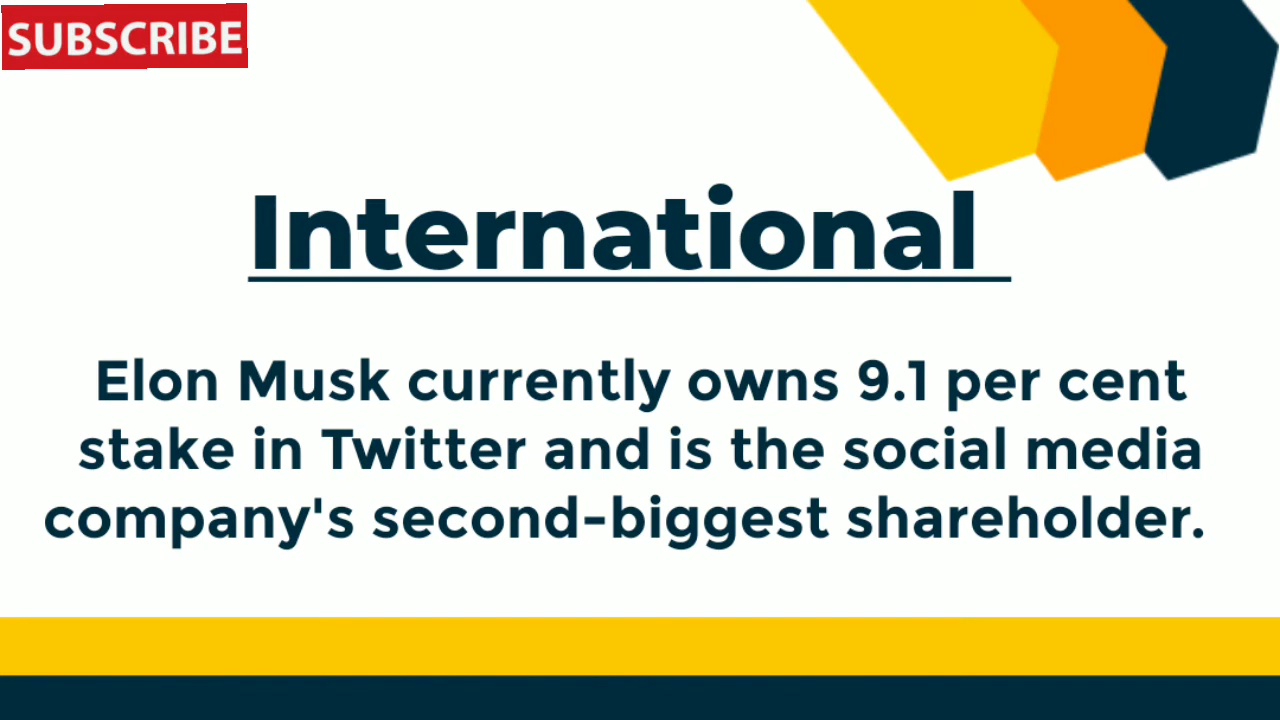 SUBSCRIBE
International
Elon Musk currently owns 9.1 per cent
stake in Twitter and is the social media
company's second-biggest shareholder.